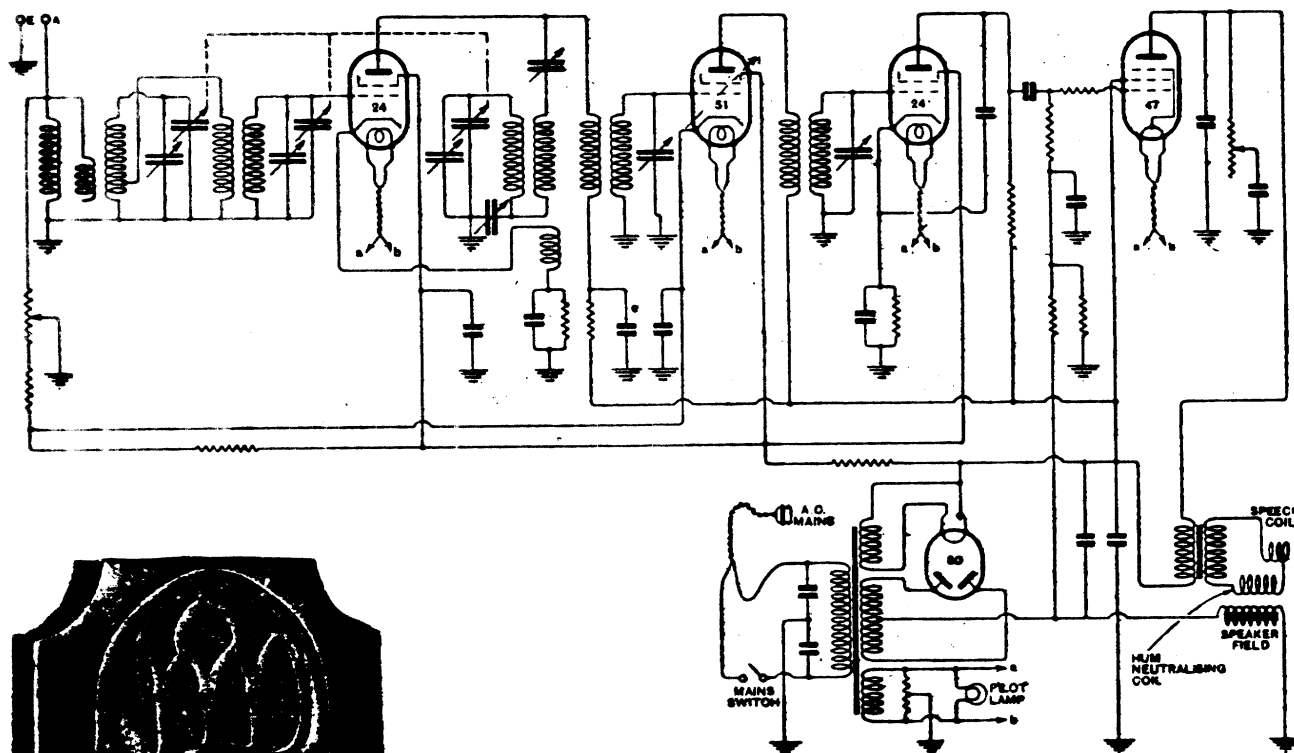 E A
24
51
24
47
a b
a b
a b
a b
e
A.C.
MAINS
80
SPEECH
COIL
MAINS
SWITCH
a
PILOT
LAMP
b
HUM
NEUTRALISING
COIL
SPEAKER
FIELD